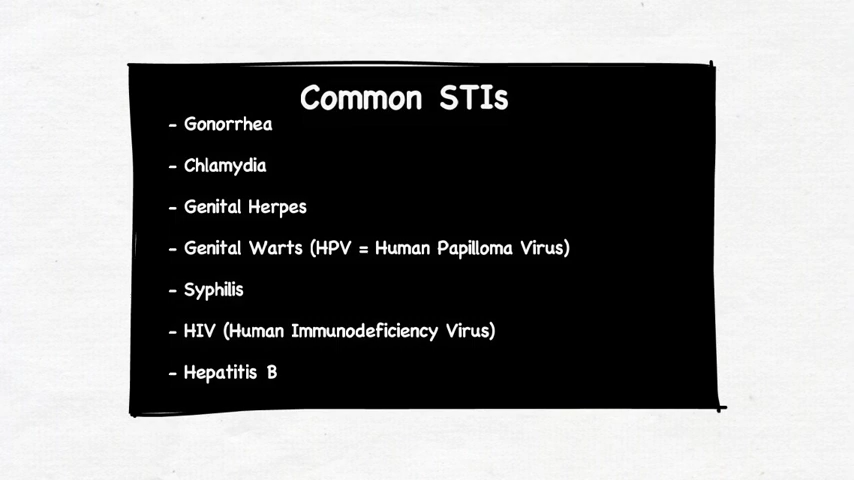 Common STIs
- Gonorrhea
- Chlamydia
- Genital Herpes
- Genital Warts (HPV = Human Papilloma Virus)
- Syphilis
- HIV (Human Immunodeficiency Virus)
- Hepatitis B